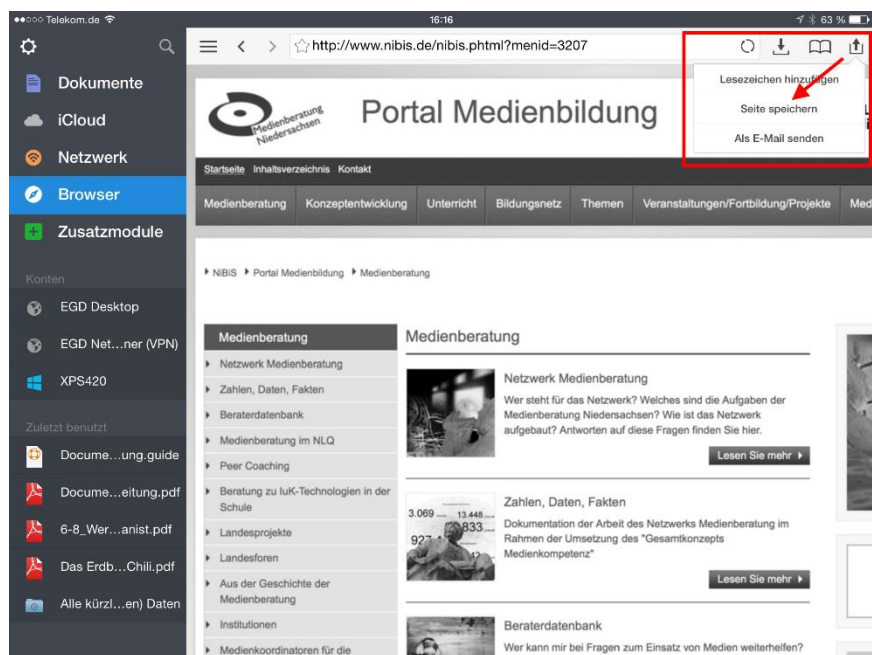 Telekom.de
16:16
63 %
http://www.nibis.de/nibis.phtml?menid=3207
Lesezeichen hinzufügen
Seite speichern
Als E-Mail senden
Dokumente
iCloud
Netzwerk
Browser
Zusatzmodule
Konten
EGD Desktop
EGD Net…ner (VPN)
XPS420
Zuletzt benutzt
Docume…ung.guide
Docume…eitung.pdf
6-8_Wer…anist.pdf
Das Erdb…Chili.pdf
Alle kürzl…en) Daten
Medienberatung
Niedersachsen
Portal Medienbildung
Startseite Inhaltsverzeichnis Kontakt
Medienberatung Konzeptentwicklung Unterricht Bildungsnetz Themen Veranstaltungen/Fortbildung/Projekte Med
NiBiS Portal Medienbildung Medienberatung
Medienberatung
Netzwerk Medienberatung
Zahlen, Daten, Fakten
Beraterdatenbank
Medienberatung im NLQ
Peer Coaching
Beratung zu IuK-Technologien in der
Schule
Landesprojekte
Landesforen
Aus der Geschichte der
Medienberatung
Institutionen
Medienkoordinatoren für die
Medienberatung
Netzwerk Medienberatung
Wer steht für das Netzwerk? Welches sind die Aufgaben der
Medienberatung Niedersachsen? Wie ist das Netzwerk
aufgebaut? Antworten auf diese Fragen finden Sie hier.
Lesen Sie mehr
3.069 13.448
833
927
Zahlen, Daten, Fakten
Dokumentation der Arbeit des Netzwerks Medienberatung im
Rahmen der Umsetzung des "Gesamtkonzepts
Medienkompetenz"
Lesen Sie mehr
Beraterdatenbank
Wer kann mir bei Fragen zum Einsatz von Medien weiterhelfen?